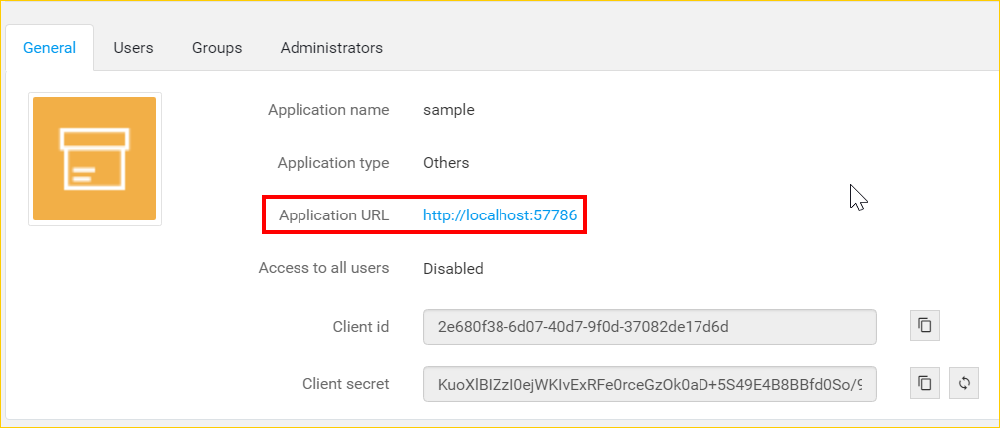 General Users Groups Administrators
Application name sample
Application type Others
Application URL http://localhost:57786
Access to all users Disabled
Client id 2e680f38-6d07-40d7-9f0d-37082de17d6d
Client secret KuoXlBIZzI0ejWKIvExRFe0rceGzOk0aD+5S49E4B8BBfd0So/9